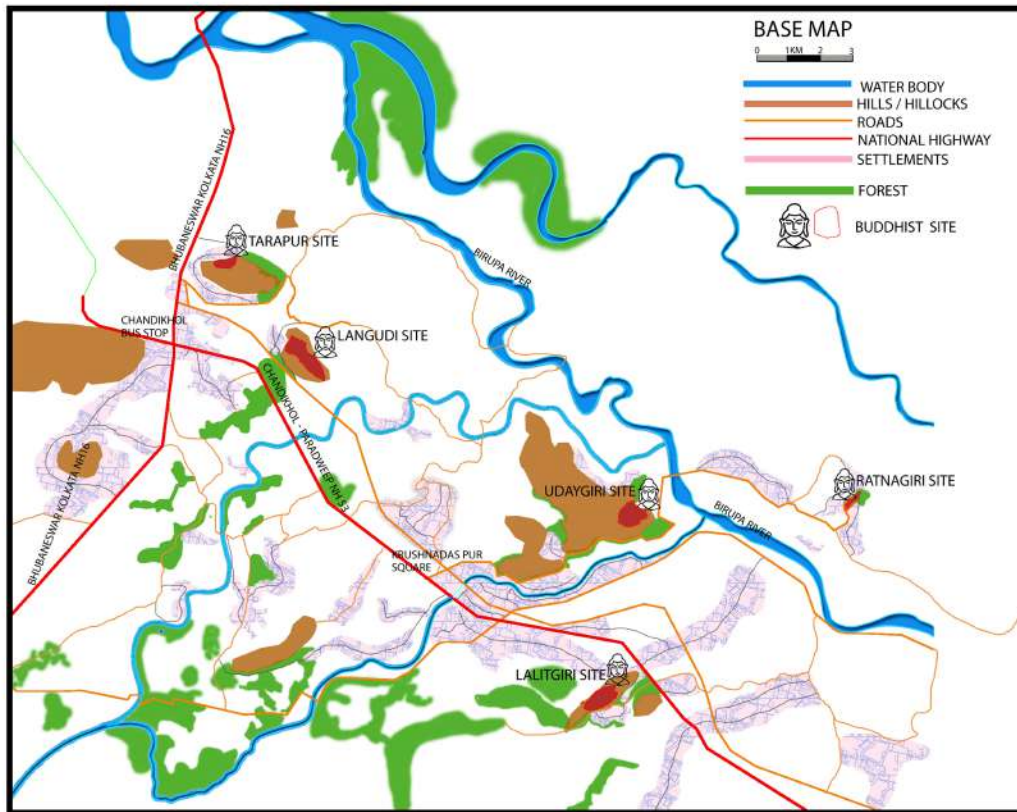 BASE MAP
0 1KM 2 3
WATER BODY
HILLS / HILLOCKS
ROADS
NATIONAL HIGHWAY
SETTLEMENTS
FOREST
BUDDHIST SITE
BHUBANESWAR KOLKATA NH16
TARAPUR SITE
BIRUPA RIVER
CHANDIKHOL
BUS STOP
LANGUDI SITE
CHANDIKHOL - PARADWEEP NH 53
BHUBANESWAR KOLKATA NH16
UDAYGIRI SITE
RATNAGIRI SITE
BIRUPA RIVER
KRUSHNADAS PUR
SQUARE
LALITGIRI SITE